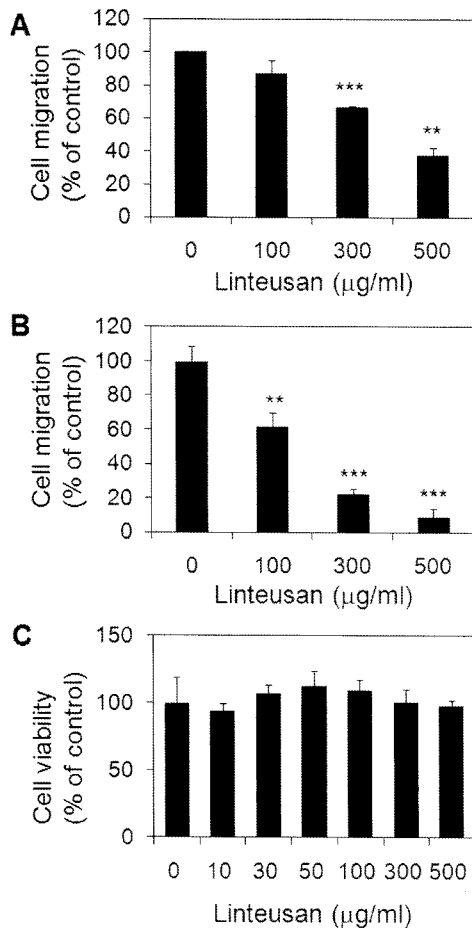 A
120
100
80
60
40
20
0
Cell migration
(% of control)
***
**
0 100 300 500
Linteusan (μg/ml)
B
120
100
80
60
40
20
0
Cell migration
(% of control)
**
***
***
0 100 300 500
Linteusan (μg/ml)
C
150
100
50
0
Cell viability
(% of control)
0 10 30 50 100 300 500
Linteusan (μg/ml)